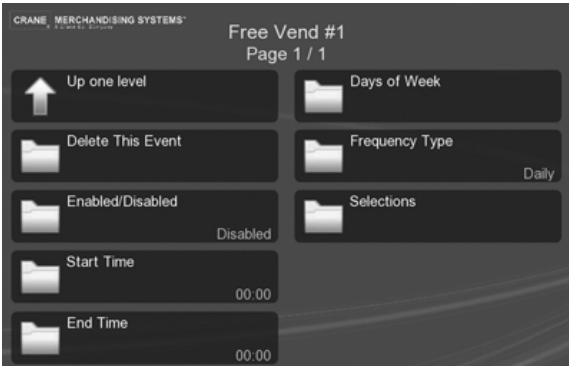 CRANE MERCHANDISING SYSTEMS
Free Vend #1
Page 1 / 1
Up one level
Delete This Event
Enabled/Disabled
Disabled
Start Time
00:00
End Time
00:00
Days of Week
Frequency Type
Daily
Selections